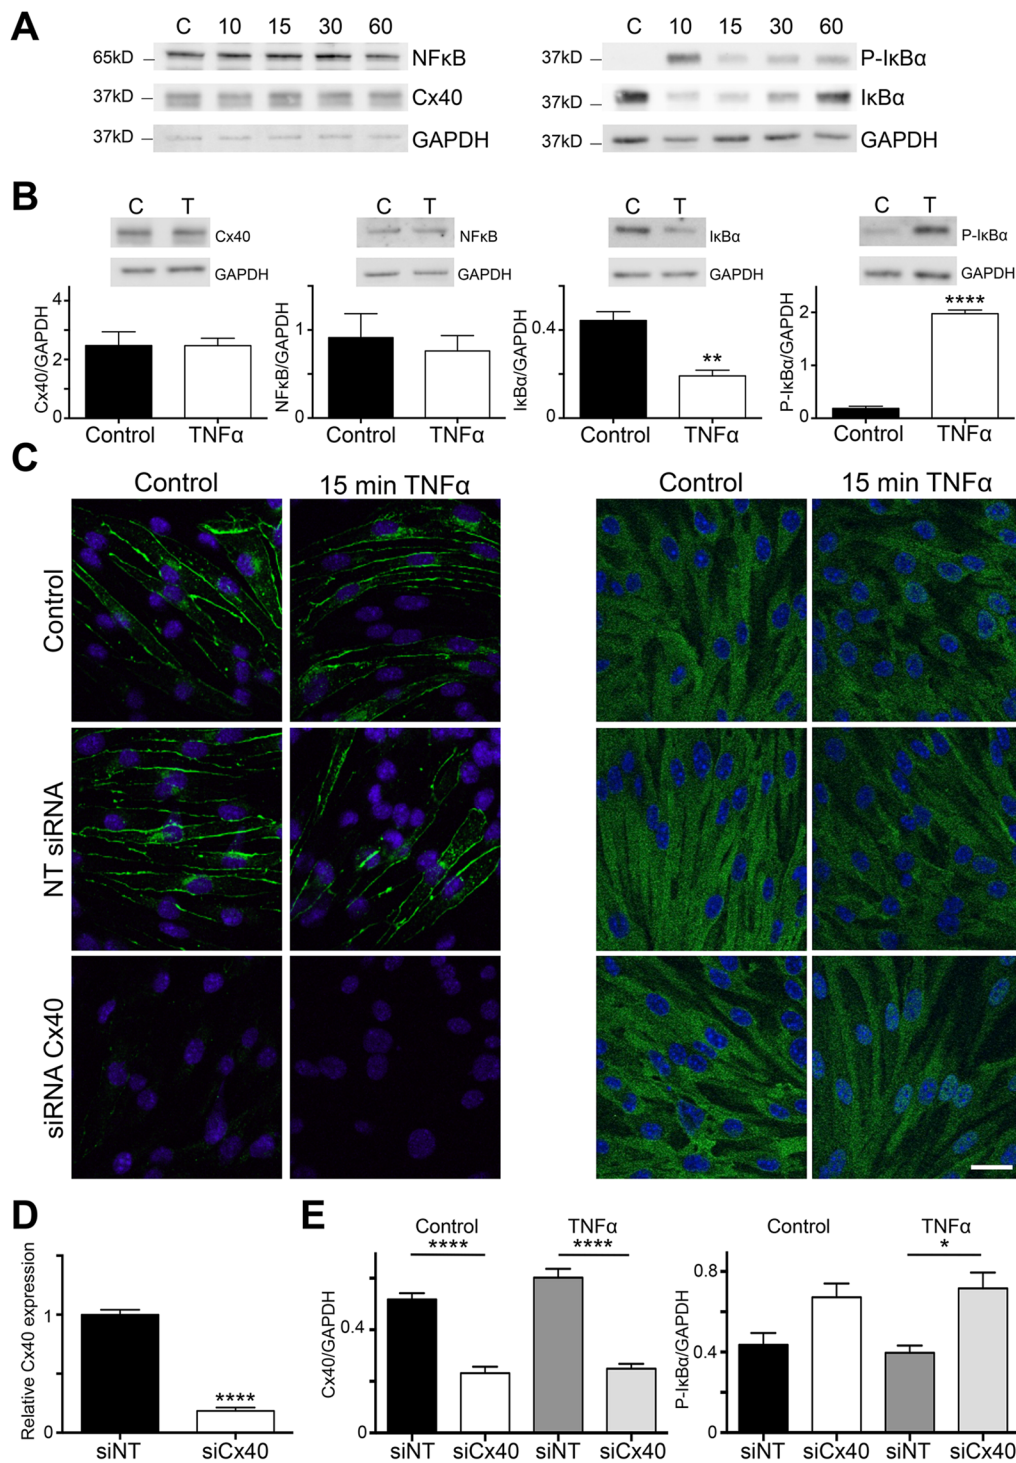 A
C 10 15 30 60
65kD NFκB
37kD Cx40
37kD GAPDH
C 10 15 30 60
37kD P-IκBα
37kD IκBα
37kD GAPDH
B
C T
Cx40
GAPDH
Cx40/GAPDH
4
2
0
Control TNFα
C T
NFκB
GAPDH
NFκB/GAPDH
1
0
Control TNFα
C T
IκBα
GAPDH
IκBα/GAPDH
0.4
0
**
Control TNFα
C T
P-IκBα
GAPDH
P-IκBα/GAPDH
2
1
0
****
Control TNFα
C
Control 15 min TNFα Control 15 min TNFα
Control
NT siRNA
siRNA Cx40
D
Relative Cx40 expression
1
0
****
siNT siCx40
E
Control TNFα
**** ****
Cx40/GAPDH
0.4
0
siNT siCx40 siNT siCx40
Control TNFα
*
P-IκBα/GAPDH
0.8
0.4
0
siNT siCx40 siNT siCx40